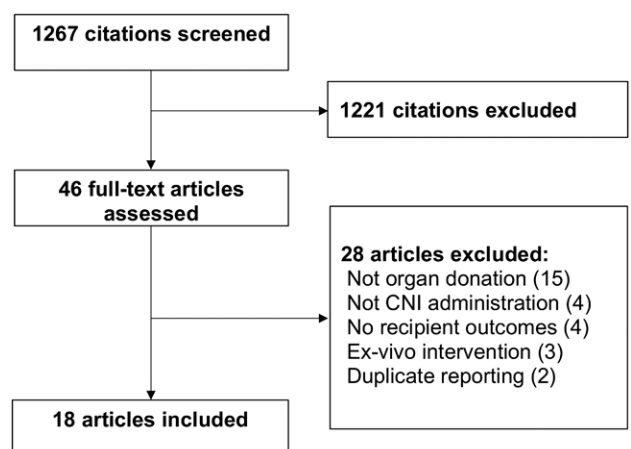 1267 citations screened
1221 citations excluded
46 full-text articles
assessed
28 articles excluded:
Not organ donation (15)
Not CNI administration (4)
No recipient outcomes (4)
Ex-vivo intervention (3)
Duplicate reporting (2)
18 articles included